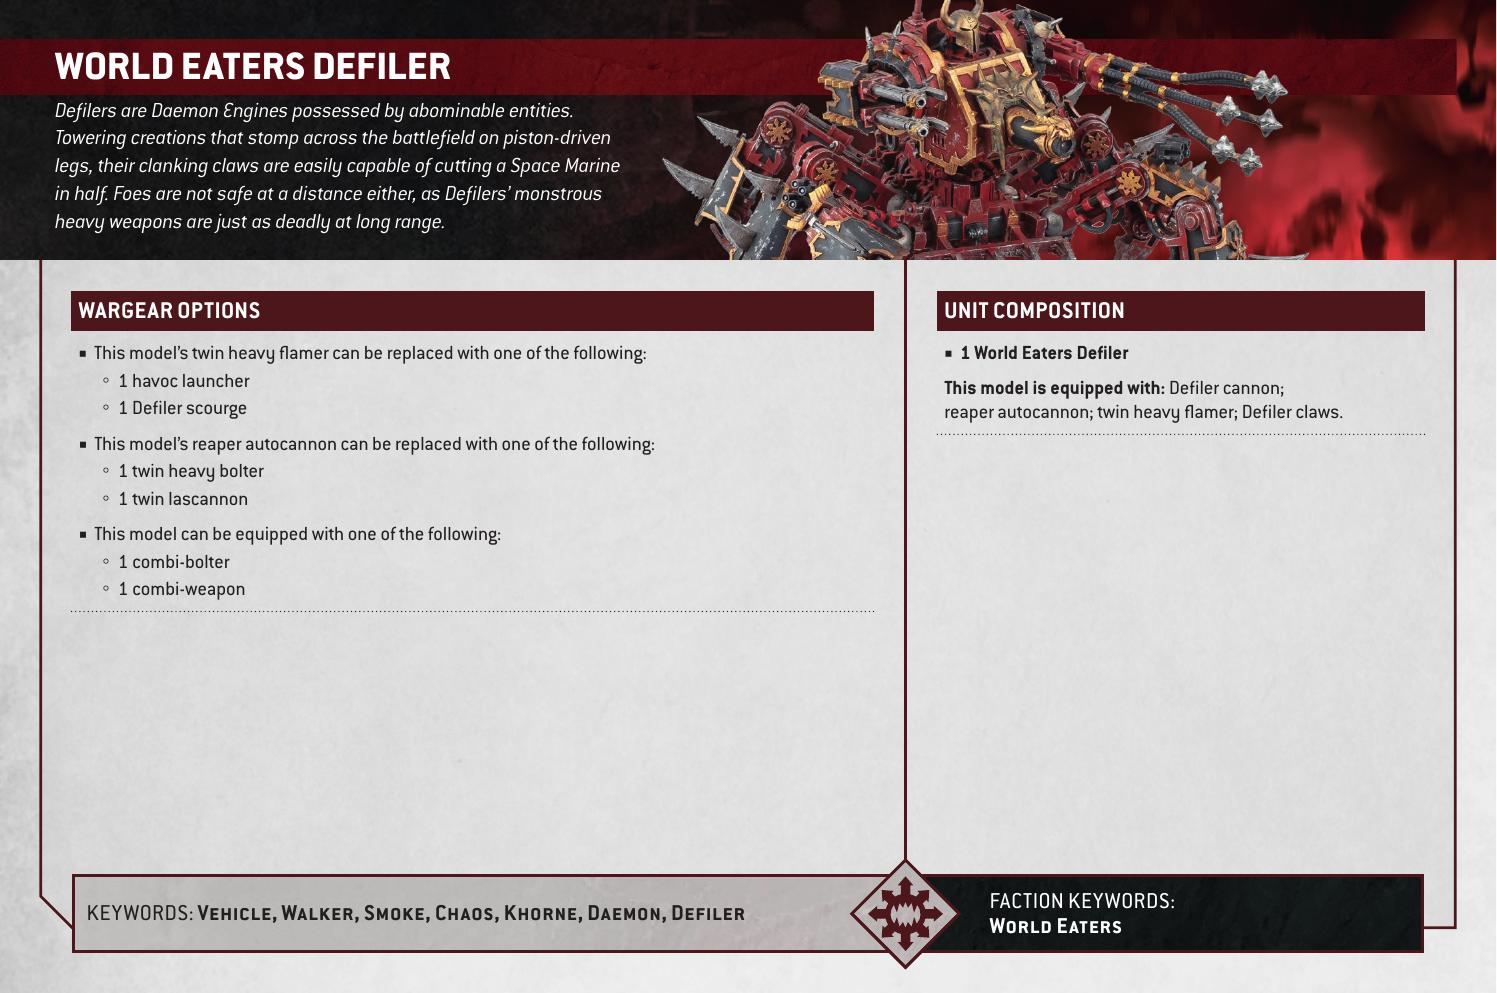 WORLD EATERS DEFILER
Defilers are Daemon Engines possessed by abominable entities.
Towering creations that stomp across the battlefield on piston-driven
legs, their clanking claws are easily capable of cutting a Space Marine
in half. Foes are not safe at a distance either, as Defilers’ monstrous
heavy weapons are just as deadly at long range.
WARGEAR OPTIONS
■ This model’s twin heavy flamer can be replaced with one of the following:
◦ 1 havoc launcher
◦ 1 Defiler scourge
■ This model’s reaper autocannon can be replaced with one of the following:
◦ 1 twin heavy bolter
◦ 1 twin lascannon
■ This model can be equipped with one of the following:
◦ 1 combi-bolter
◦ 1 combi-weapon
UNIT COMPOSITION
■ 1 World Eaters Defiler
This model is equipped with: Defiler cannon;
reaper autocannon; twin heavy flamer; Defiler claws.
KEYWORDS: Vehicle, Walker, Smoke, Chaos, Khorne, Daemon, Defiler
FACTION KEYWORDS:
World Eaters